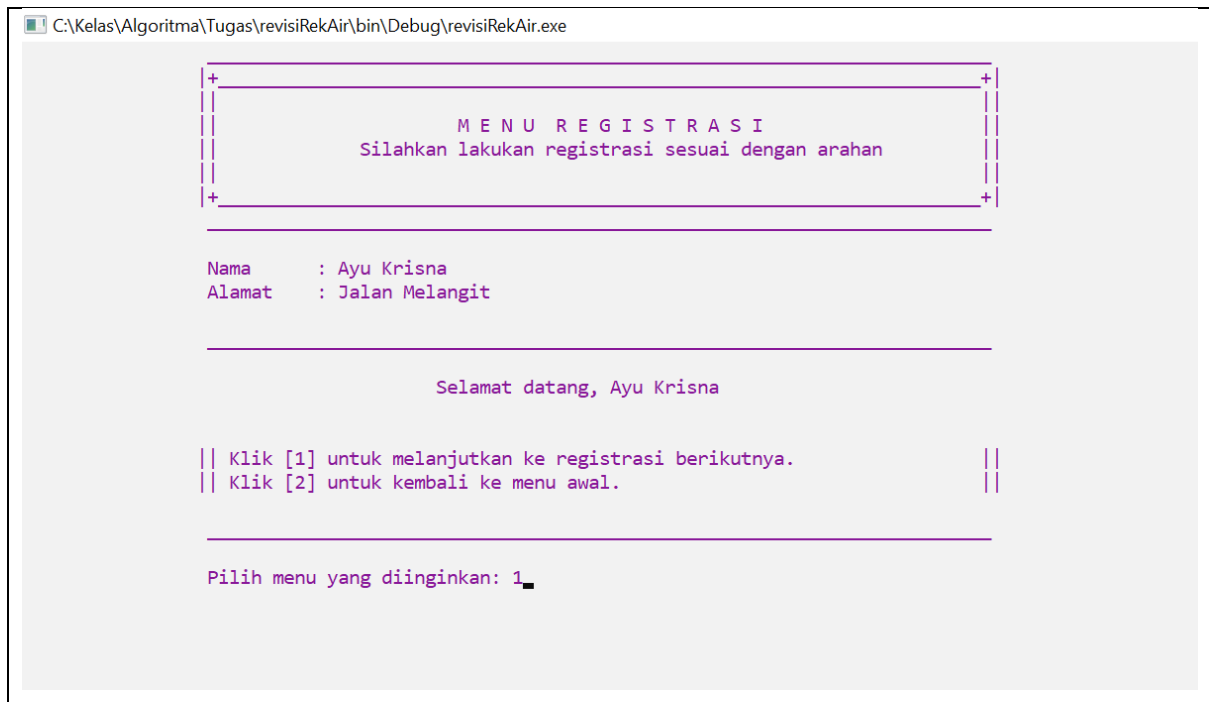 C:\Kelas\Algoritma\Tugas\revisiRekAir\bin\Debug\revisiRekAir.exe
|+______________________________________________________________________+|
M E N U  R E G I S T R A S I
Silahkan lakukan registrasi sesuai dengan arahan
|+______________________________________________________________________+|
Nama : Ayu Krisna
Alamat : Jalan Melangit
Selamat datang, Ayu Krisna
|| Klik [1] untuk melanjutkan ke registrasi berikutnya. ||
|| Klik [2] untuk kembali ke menu awal. ||
Pilih menu yang diinginkan: 1